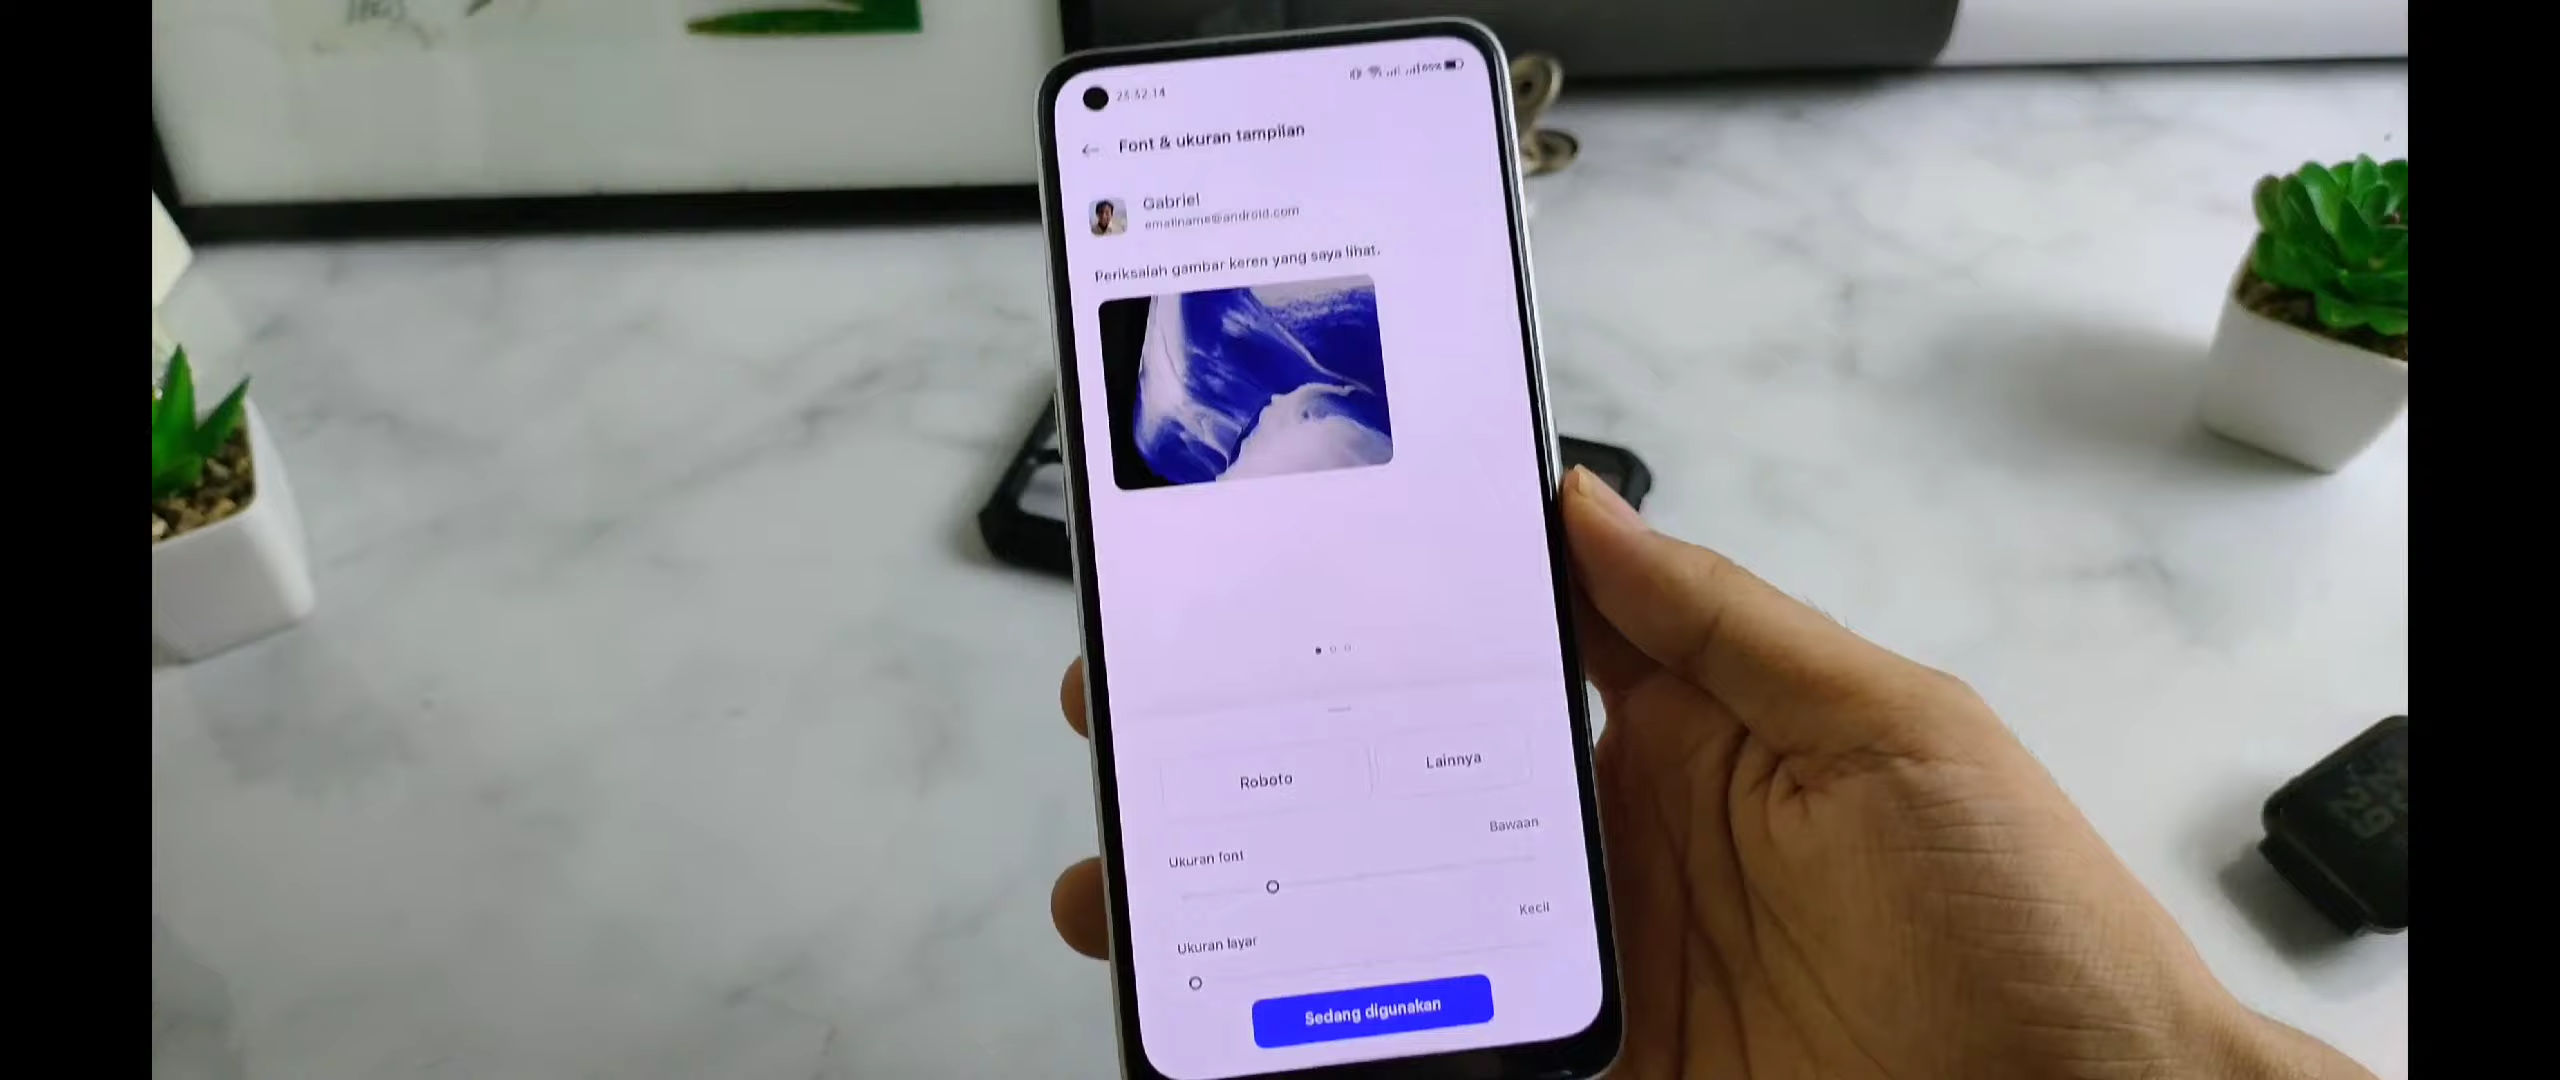 23:32:14
Font & ukuran tampilan
Gabriel
emailname@android.com
Periksalah gambar keren yang saya lihat.
Roboto
Lainnya
Bawaan
Ukuran font
Kecil
Ukuran layar
Sedang digunakan